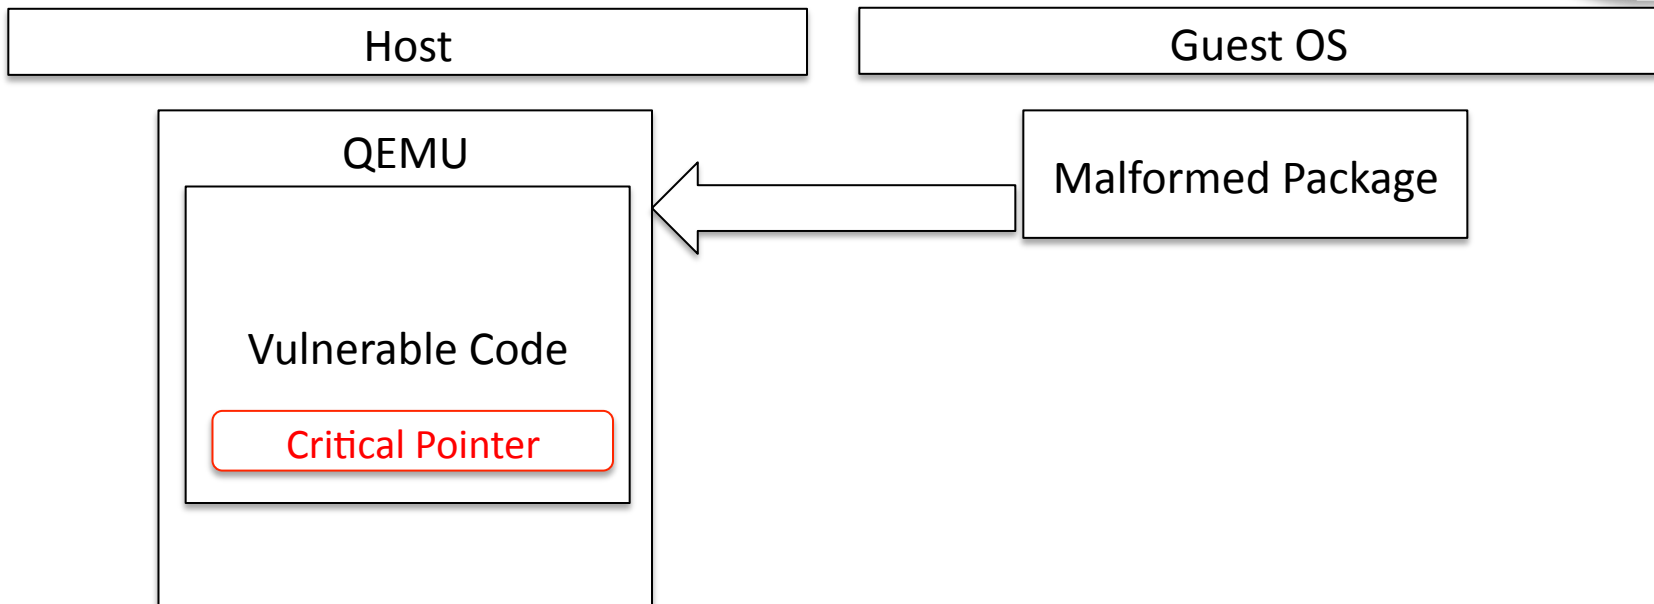 Host
Guest OS
QEMU
Malformed Package
Vulnerable Code
Critical Pointer